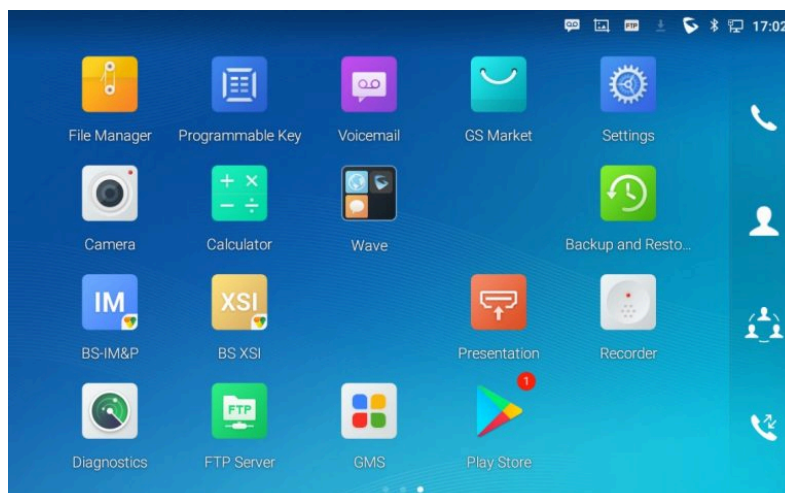 FTP 17:02
File Manager Programmable Key Voicemail GS Market Settings
Camera Calculator Wave Backup and Resto...
IM XSI
BS-IM&P BS XSI Presentation Recorder
FTP 1
Diagnostics FTP Server GMS Play Store